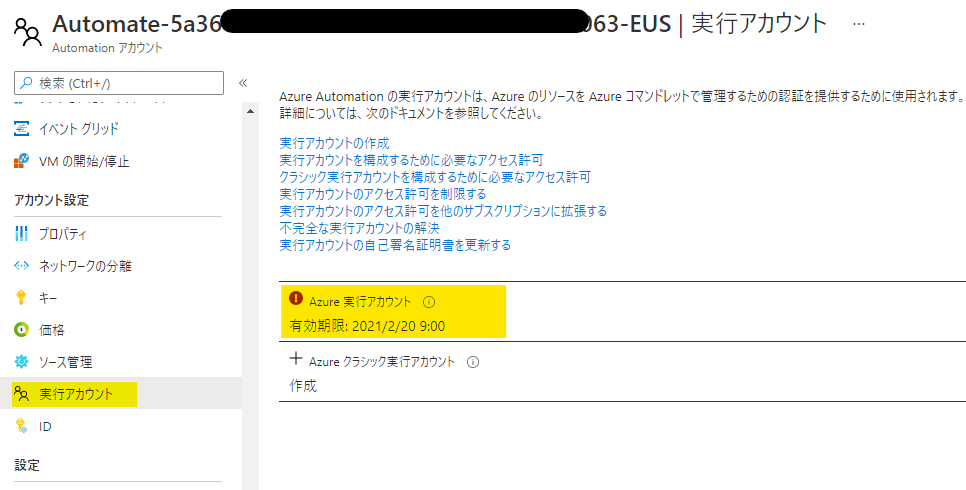 Automate-5a36 063-EUS | 実行アカウント ...
Automation アカウント
検索 (Ctrl+/)
«
イベント グリッド
VM の開始/停止
アカウント設定
プロパティ
ネットワークの分離
キー
価格
ソース管理
実行アカウント
ID
設定
Azure Automation の実行アカウントは、Azure のリソースを Azure コマンドレットで管理するための認証を提供するために使用されます。
詳細については、次のドキュメントを参照してください。
実行アカウントの作成
実行アカウントを構成するために必要なアクセス許可
クラシック実行アカウントを構成するために必要なアクセス許可
実行アカウントのアクセス許可を制限する
実行アカウントのアクセス許可を他のサブスクリプションに拡張する
不完全な実行アカウントの解決
実行アカウントの自己署名証明書を更新する
Azure 実行アカウント
有効期限: 2021/2/20 9:00
Azure クラシック実行アカウント
作成